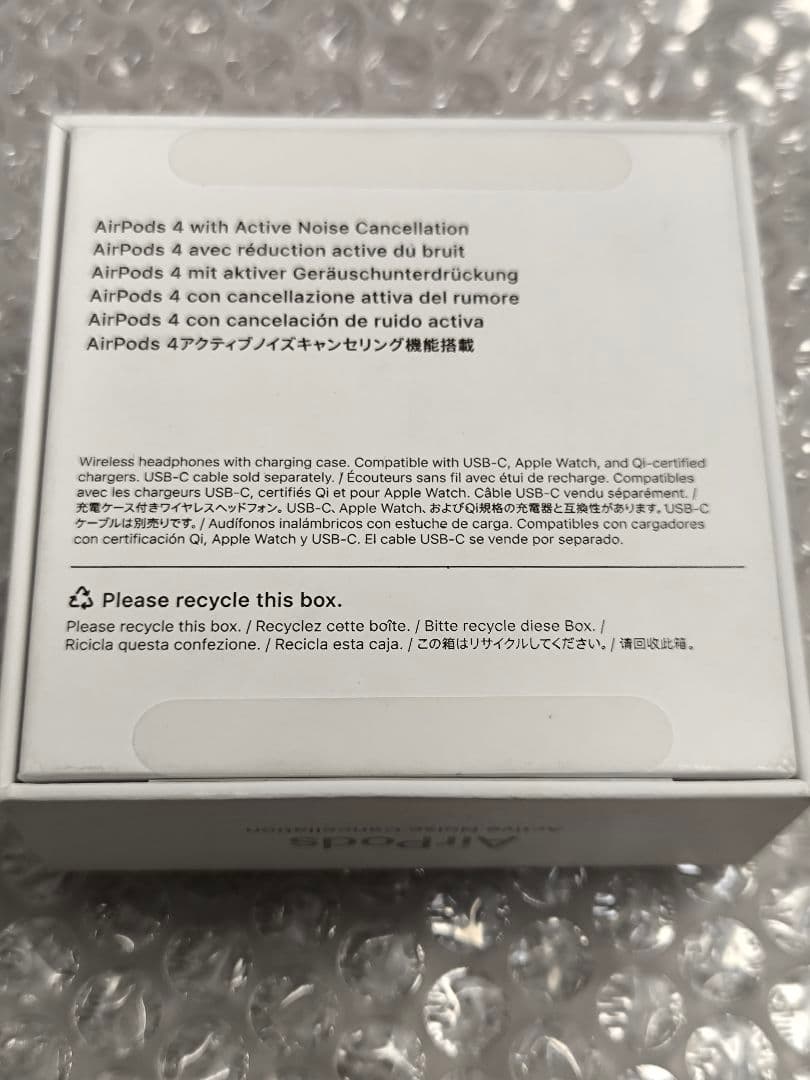 AirPods 4 with Active Noise Cancellation
AirPods 4 avec réduction active du bruit
AirPods 4 mit aktiver Geräuschunterdrückung
AirPods 4 con cancellazione attiva del rumore
AirPods 4 con cancelación de ruido activa
AirPods 4アクティブノイズキャンセリング機能搭載
Wireless headphones with charging case. Compatible with USB-C, Apple Watch, and Qi-certified
chargers. USB-C cable sold separately. / Écouteurs sans fil avec étui de recharge. Compatibles
avec les chargeurs USB-C, certifiés Qi et pour Apple Watch. Câble USB-C vendu séparément. /
充電ケース付きワイヤレスヘッドフォン。USB-C、Apple Watch、およびQi規格の充電器と互換性があります。USB-C
ケーブルは別売りです。/ Audífonos inalámbricos con estuche de carga. Compatibles con cargadores
con certificación Qi, Apple Watch y USB-C. El cable USB-C se vende por separado.
Please recycle this box.
Please recycle this box. / Recyclez cette boîte. / Bitte recycle diese Box. /
Ricicla questa confezione. / Recicla esta caja. / この箱はリサイクルしてください。/ 请回收此箱。
AirPods
Active Noise Cancellation